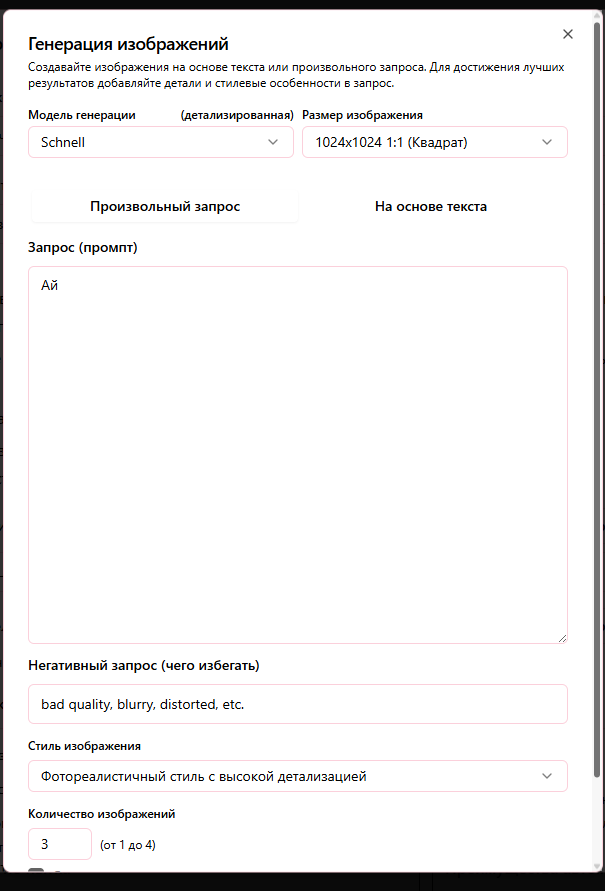 Генерация изображений
Создавайте изображения на основе текста или произвольного запроса. Для достижения лучших
результатов добавляйте детали и стилевые особенности в запрос.
Модель генерации (детализированная) Размер изображения
Schnell 1024x1024 1:1 (Квадрат)
Произвольный запрос На основе текста
Запрос (промпт)
Ай
Негативный запрос (чего избегать)
bad quality, blurry, distorted, etc.
Стиль изображения
Фотореалистичный стиль с высокой детализацией
Количество изображений
3 (от 1 до 4)